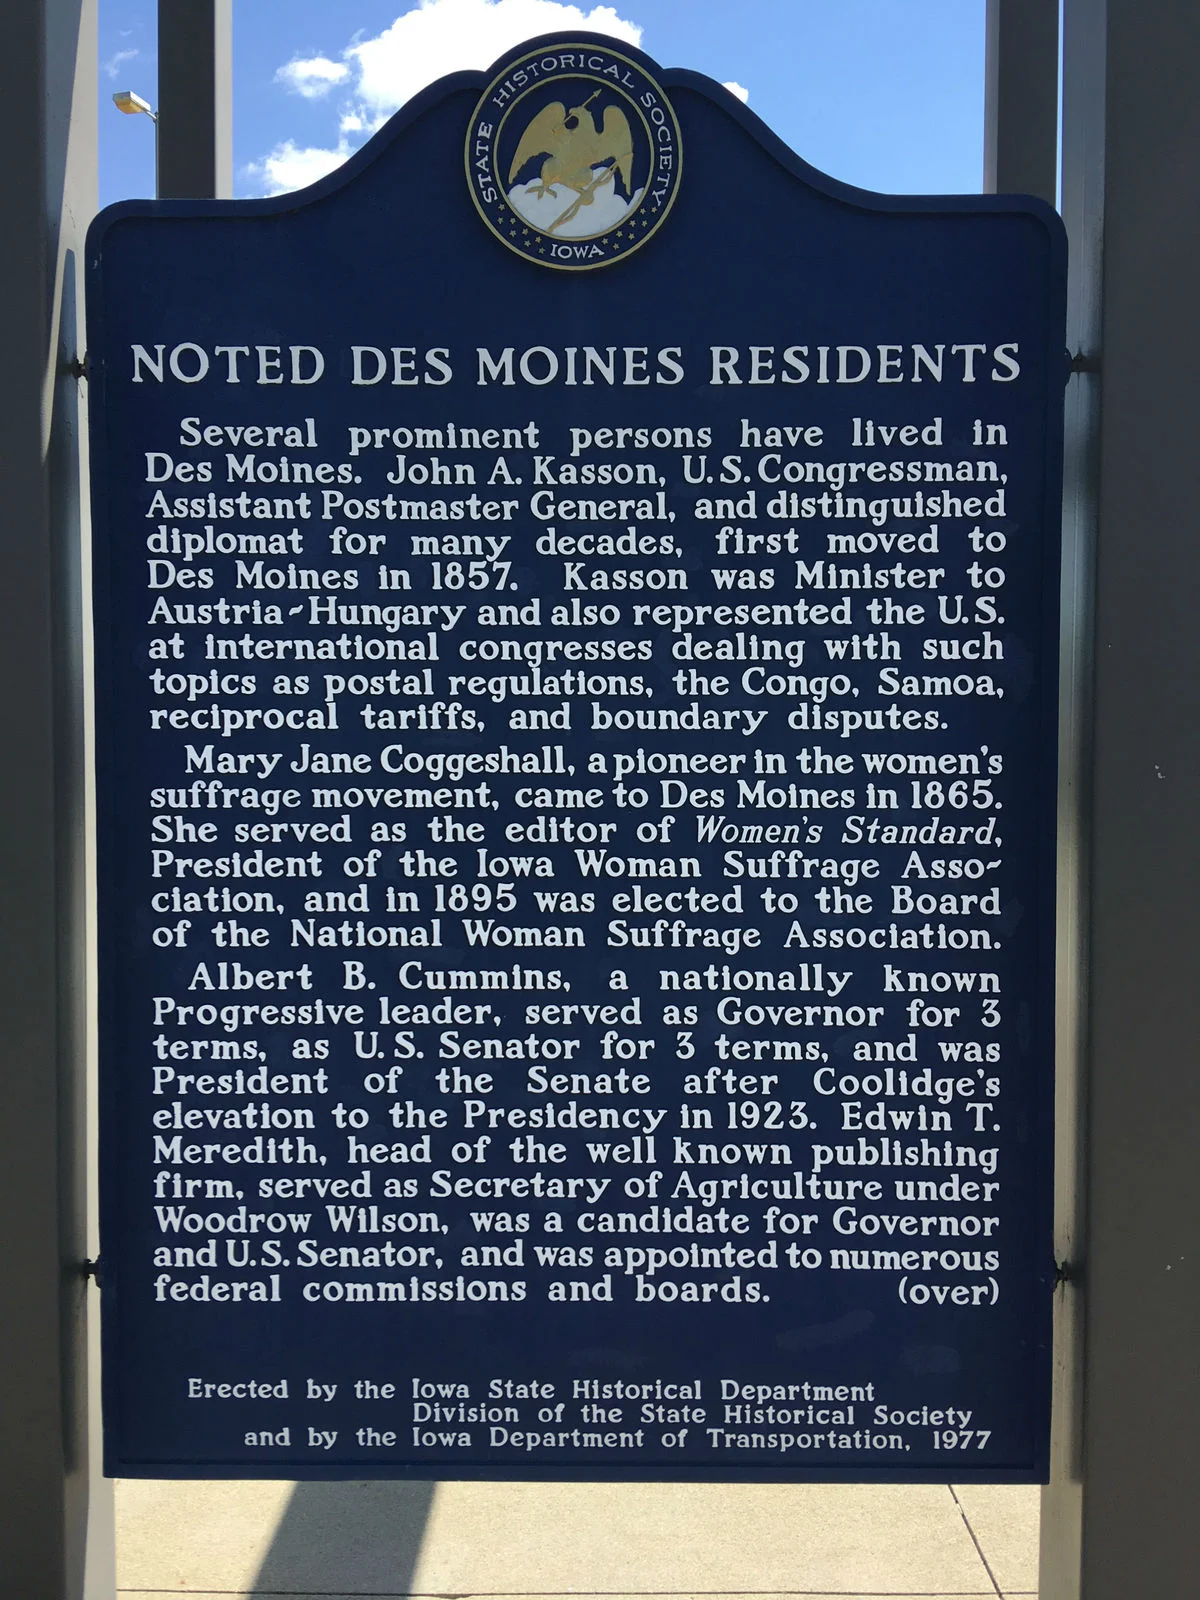 STATE HISTORICAL SOCIETY
IOWA
NOTED DES MOINES RESIDENTS
Several prominent persons have lived in
Des Moines. John A. Kasson, U.S. Congressman,
Assistant Postmaster General, and distinguished
diplomat for many decades, first moved to
Des Moines in 1857. Kasson was Minister to
Austria-Hungary and also represented the U.S.
at international congresses dealing with such
topics as postal regulations, the Congo, Samoa,
reciprocal tariffs, and boundary disputes.
Mary Jane Coggeshall, a pioneer in the women's
suffrage movement, came to Des Moines in 1865.
She served as the editor of Women's Standard,
President of the Iowa Woman Suffrage Asso-
ciation, and in 1895 was elected to the Board
of the National Woman Suffrage Association.
Albert B. Cummins, a nationally known
Progressive leader, served as Governor for 3
terms, as U.S. Senator for 3 terms, and was
President of the Senate after Coolidge's
elevation to the Presidency in 1923. Edwin T.
Meredith, head of the well known publishing
firm, served as Secretary of Agriculture under
Woodrow Wilson, was a candidate for Governor
and U.S. Senator, and was appointed to numerous
federal commissions and boards. (over)
Erected by the Iowa State Historical Department
Division of the State Historical Society
and by the Iowa Department of Transportation, 1977